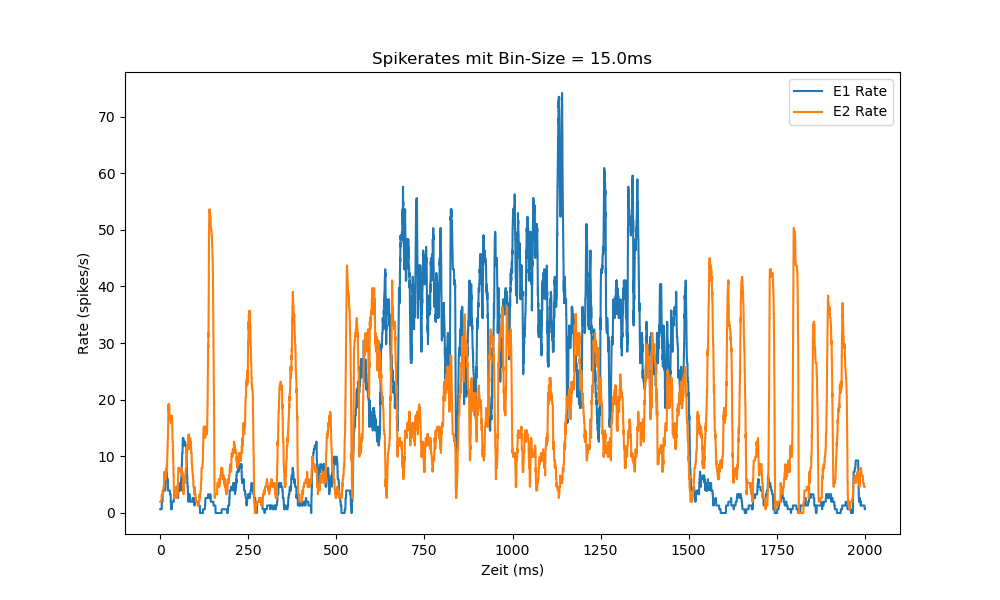 Spikerates mit Bin-Size = 15.0ms
E1 Rate
E2 Rate
70
60
50
40
30
20
10
0
Rate (spikes/s)
0 250 500 750 1000 1250 1500 1750 2000
Zeit (ms)